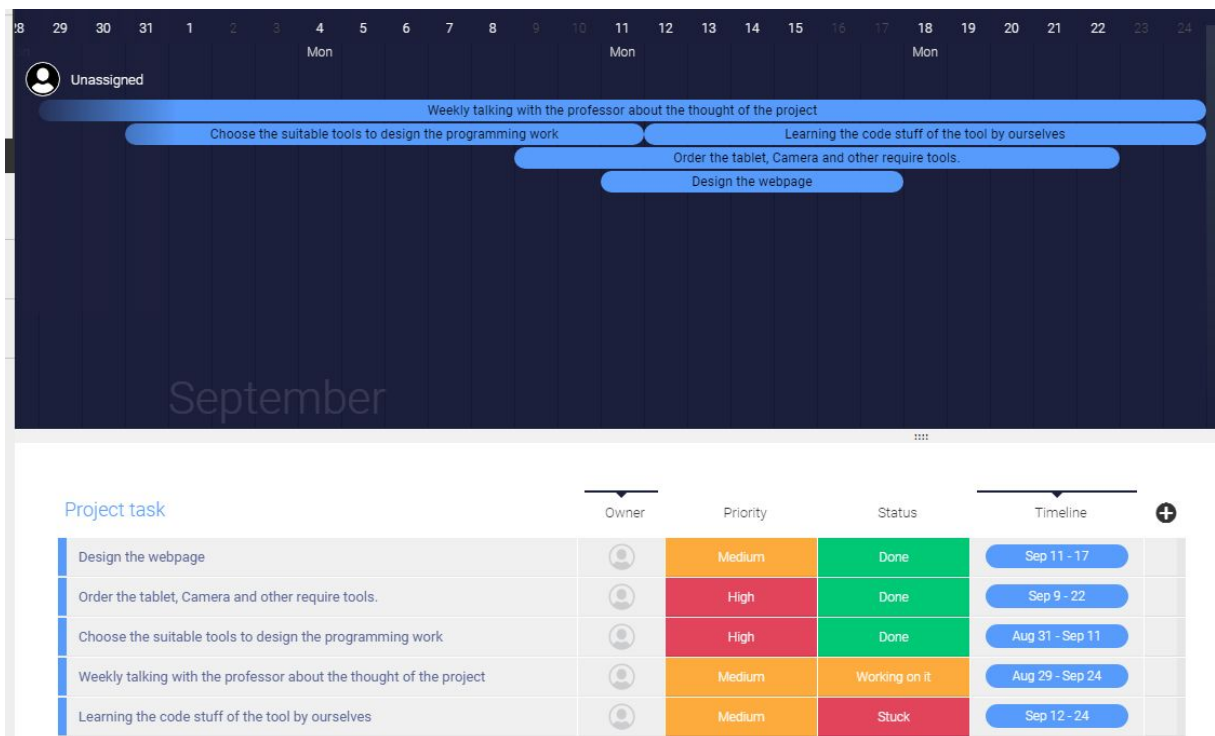 28 29 30 31 1 2 3 4 5 6 7 8 9 10 11 12 13 14 15 16 17 18 19 20 21 22 23 24
Mon Mon Mon
Unassigned
Weekly talking with the professor about the thought of the project
Choose the suitable tools to design the programming work Learning the code stuff of the tool by ourselves
Order the tablet, Camera and other require tools.
Design the webpage
September
Project task Owner Priority Status Timeline
Design the webpage Medium Done Sep 11 - 17
Order the tablet, Camera and other require tools. High Done Sep 9 - 22
Choose the suitable tools to design the programming work High Done Aug 31 - Sep 11
Weekly talking with the professor about the thought of the project Medium Working on it Aug 29 - Sep 24
Learning the code stuff of the tool by ourselves Medium Stuck Sep 12 - 24